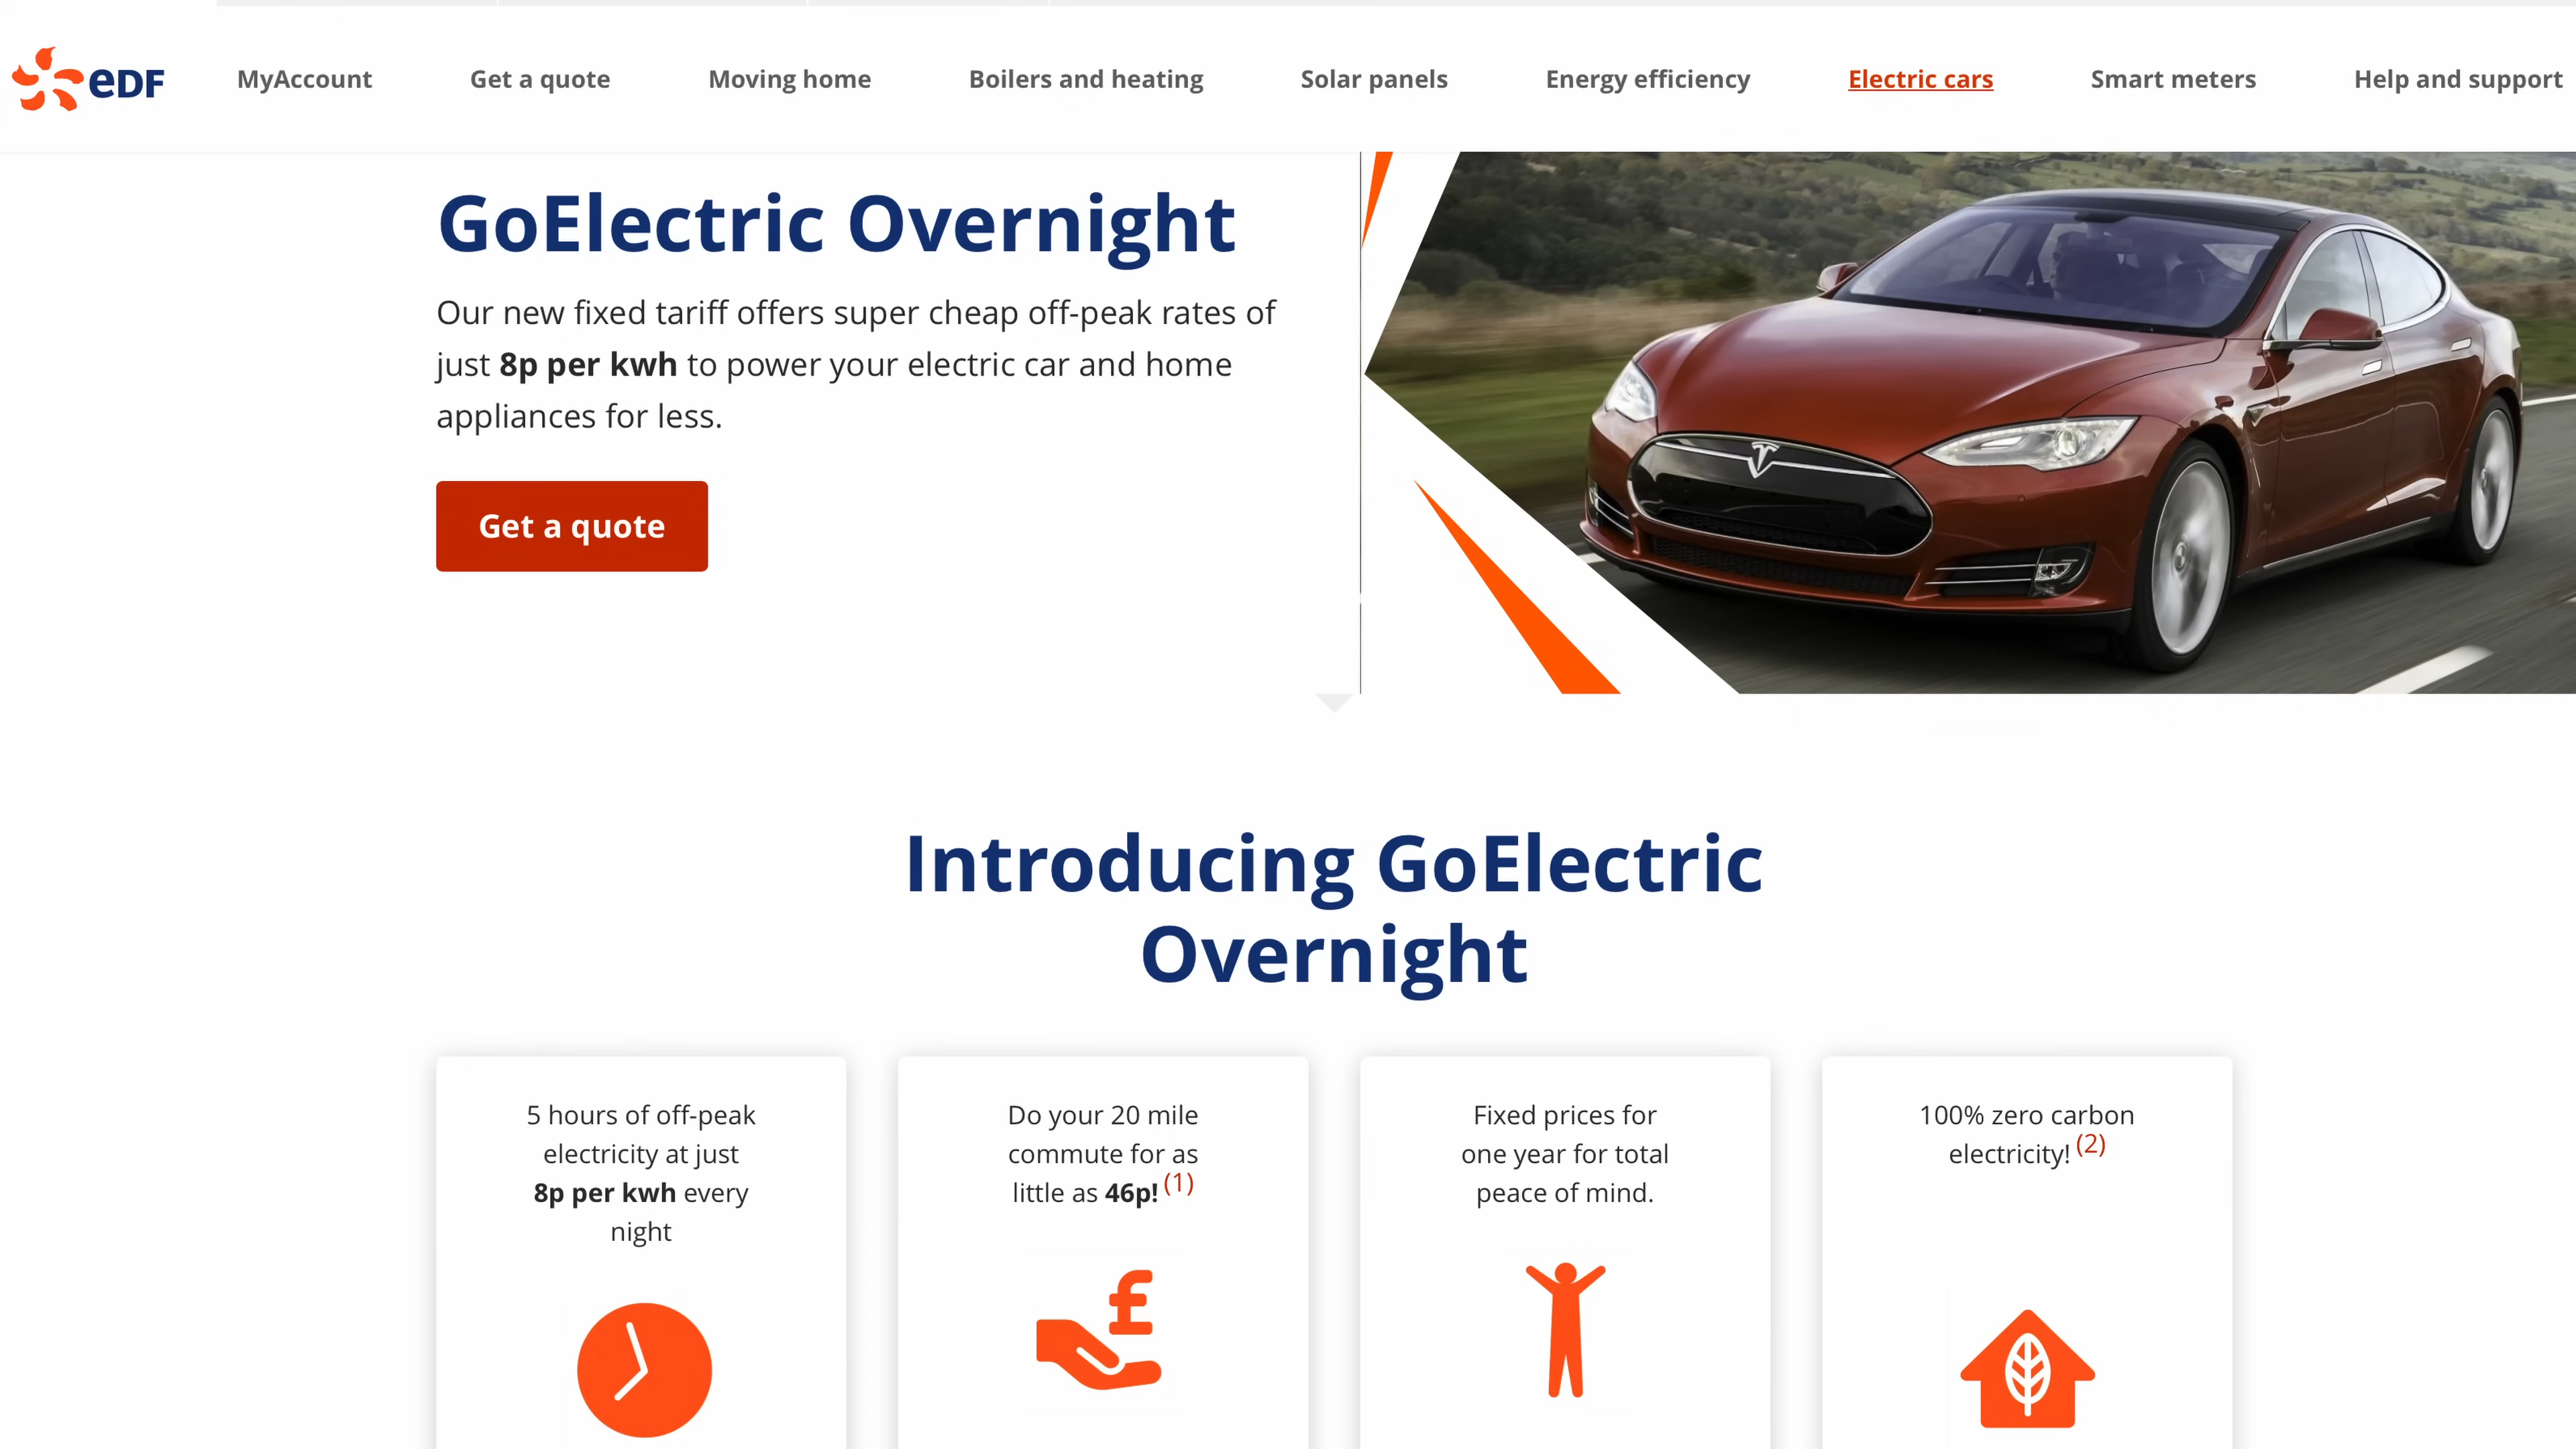 eDF
MyAccount
Get a quote
Moving home
Boilers and heating
Solar panels
Energy efficiency
Electric cars
Smart meters
Help and support
GoElectric Overnight
Our new fixed tariff offers super cheap off-peak rates of
just 8p per kwh to power your electric car and home
appliances for less.
Get a quote
Introducing GoElectric
Overnight
5 hours of off-peak
electricity at just
8p per kwh every
night
Do your 20 mile
commute for as
little as 46p! (1)
£
Fixed prices for
one year for total
peace of mind.
100% zero carbon
electricity! (2)